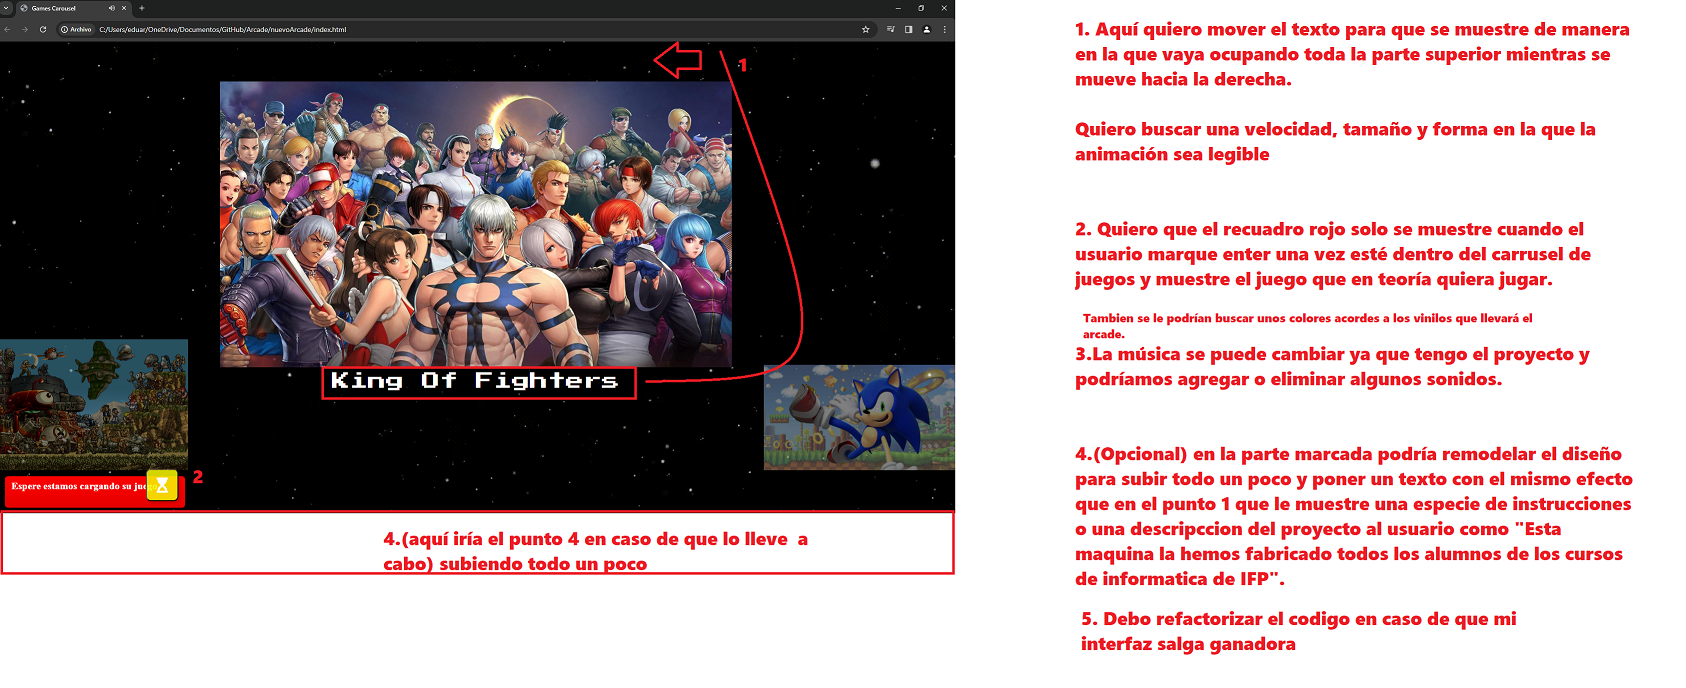 Games Carousel
Archivo
C:/Users/eduar/OneDrive/Documentos/GitHub/Arcade/nuevoArcade/index.html
1
King Of Fighters
Espere estamos cargando su jueg
2
4.(aquí iría el punto 4 en caso de que lo lleve a
cabo) subiendo todo un poco
1. Aquí quiero mover el texto para que se muestre de manera
en la que vaya ocupando toda la parte superior mientras se
mueve hacia la derecha.
Quiero buscar una velocidad, tamaño y forma en la que la
animación sea legible
2. Quiero que el recuadro rojo solo se muestre cuando el
usuario marque enter una vez esté dentro del carrusel de
juegos y muestre el juego que en teoría quiera jugar.
Tambien se le podrían buscar unos colores acordes a los vinilos que llevará el
arcade.
3.La música se puede cambiar ya que tengo el proyecto y
podríamos agregar o eliminar algunos sonidos.
4.(Opcional) en la parte marcada podría remodelar el diseño
para subir todo un poco y poner un texto con el mismo efecto
que en el punto 1 que le muestre una especie de instrucciones
o una descripccion del proyecto al usuario como "Esta
maquina la hemos fabricado todos los alumnos de los cursos
de informatica de IFP".
5. Debo refactorizar el codigo en caso de que mi
interfaz salga ganadora